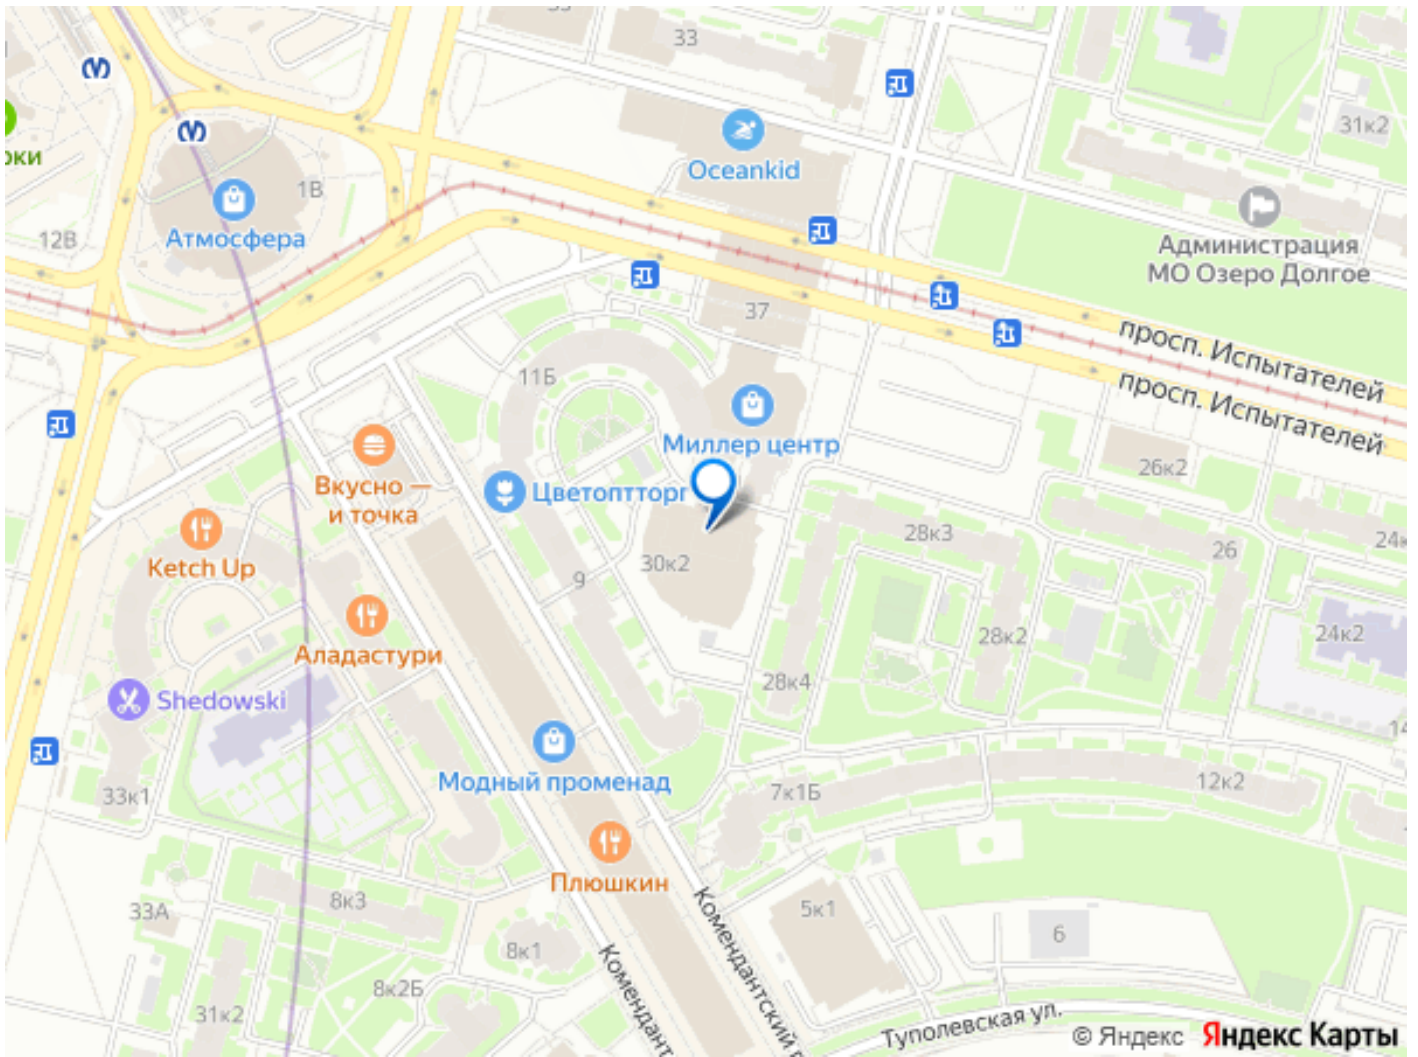 33
31к2
Oceankid
1В
Атмосфера
12В
Администрация
МО Озеро Долгое
37
просп. Испытателей
просп. Испытателей
11Б
Миллер центр
26к2
Вкусно —
и точка
Цветоптторг
28к3
26
Ketch Up
30к2
9
28к2
24к2
Аладастури
28к4
Shedowski
Модный променад
7к1Б
12к2
33к1
Плюшкин
8к3
33А
5к1
6
Комендантский
8к1
Комендант
8к2Б
31к2
Туполевская ул.
© Яндекс Яндекс Карты